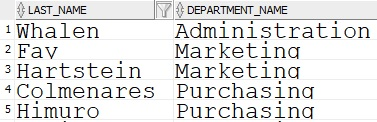 LAST_NAME DEPARTMENT_NAME
1 Whalen Administration
2 Fay Marketing
3 Hartstein Marketing
4 Colmenares Purchasing
5 Himuro Purchasing